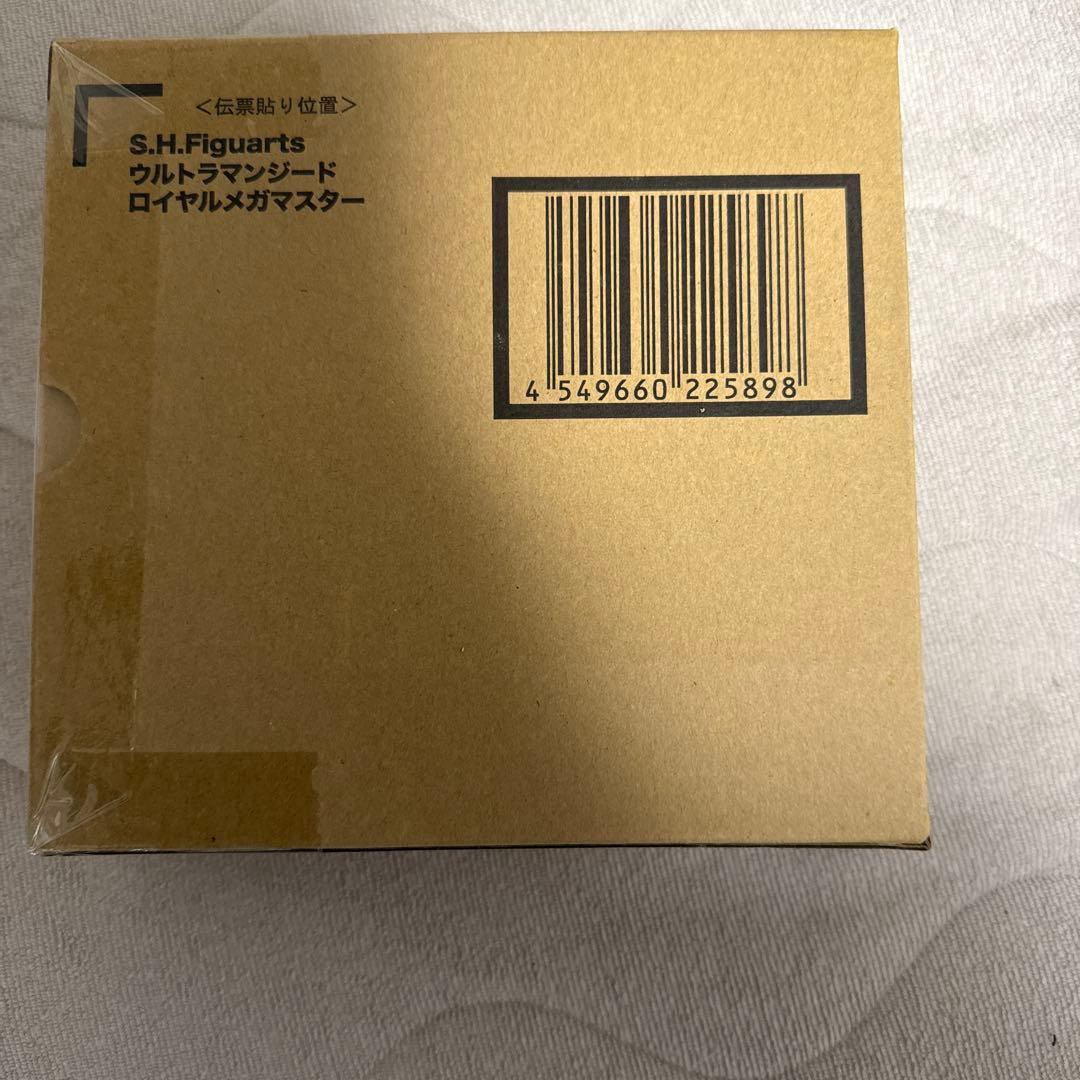 ＜伝票貼り位置＞
S.H.Figuarts
ウルトラマンジード
ロイヤルメガマスター
4 549660 225898